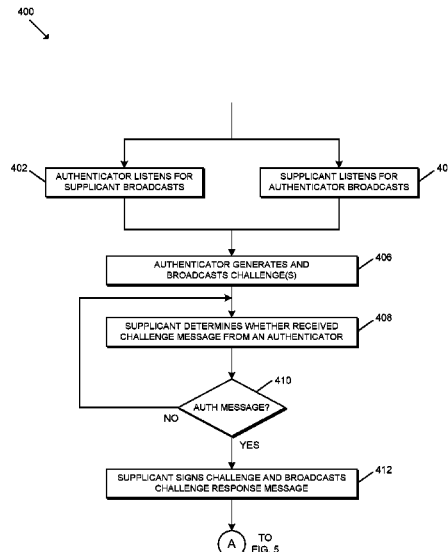 400
402
AUTHENTICATOR LISTENS FOR
SUPPLICANT BROADCASTS
SUPPLICANT LISTENS FOR
AUTHENTICATOR BROADCASTS
AUTHENTICATOR GENERATES AND
BROADCASTS CHALLENGE(S)
406
SUPPLICANT DETERMINES WHETHER RECEIVED
CHALLENGE MESSAGE FROM AN AUTHENTICATOR
408
410
AUTH MESSAGE?
NO
YES
SUPPLICANT SIGNS CHALLENGE AND BROADCASTS
CHALLENGE RESPONSE MESSAGE
412
A
TO
FIG. 5